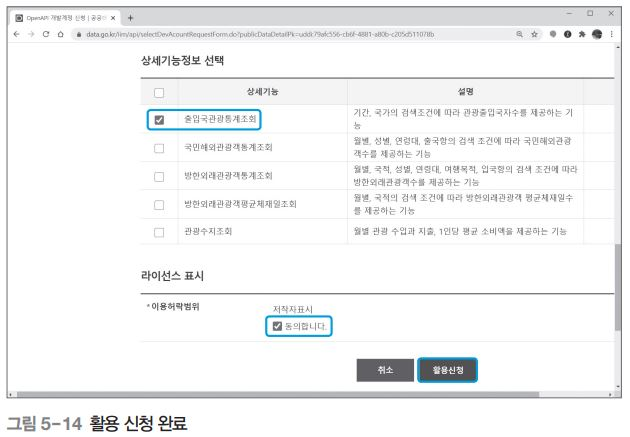 OpenAPI 개발계정 신청 | 공공
data.go.kr/iim/api/selectDevAcountRequestForm.do?publicDataDetailPk=uddi:79afc556-cb6f-4881-a80b-c205d511078b
상세기능정보 선택
상세기능 설명
출입국관광통계조회 기간, 국가의 검색조건에 따라 관광출입국자수를 제공하는 기
능
국민해외관광객통계조회 월별, 성별, 연령대, 출국항의 검색 조건에 따라 국민해외관광
객수를 제공하는 기능
방한외래관광객통계조회 월별, 국적, 성별, 연령대, 여행목적, 입국항의 검색 조건에 따라
방한외래관광객수를 제공하는 기능
방한외래관광객평균체재일조회 월별, 국적의 검색 조건에 따라 방한외래관광객 평균체재일수
를 제공하는 기능
관광수지조회 월별 관광 수입과 지출, 1인당 평균 소비액을 제공하는 기능
라이선스 표시
*이용허락범위 저작자표시
동의합니다.
취소 활용신청
그림 5-14 활용 신청 완료